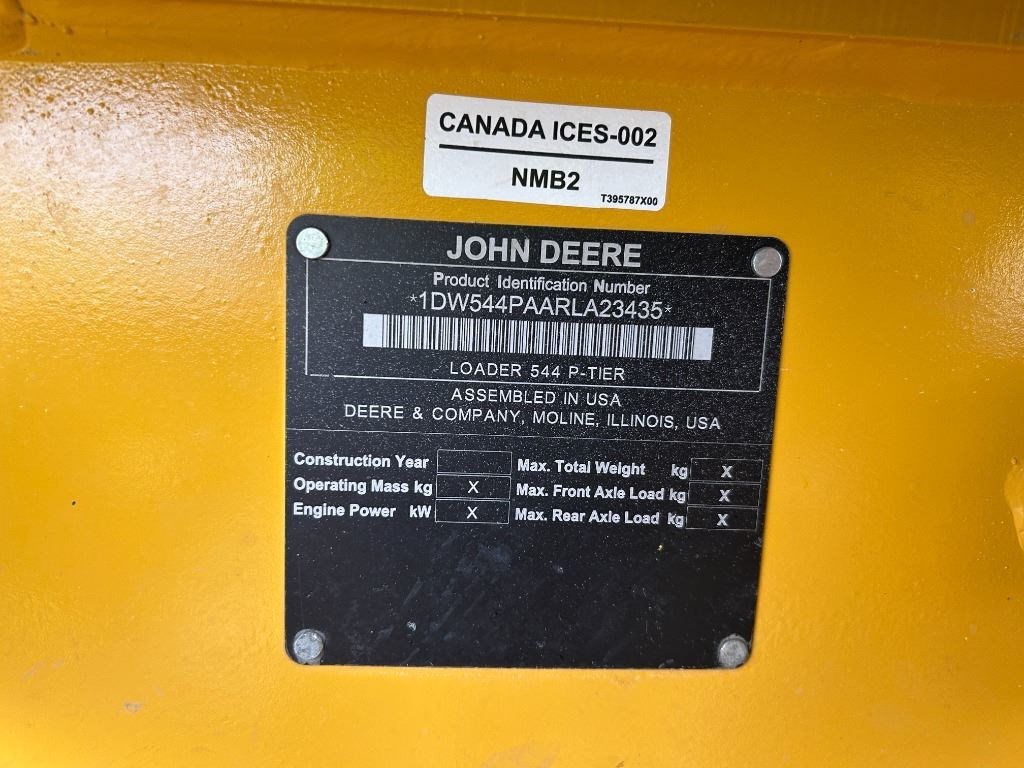 CANADA ICES-002
NMB2
T395787X00
JOHN DEERE
Product Identification Number
*1DW544PAARLA23435*
LOADER 544 P-TIER
ASSEMBLED IN USA
DEERE & COMPANY, MOLINE, ILLINOIS, USA
Construction Year Max. Total Weight kg X
Operating Mass kg X Max. Front Axle Load kg X
Engine Power kW X Max. Rear Axle Load kg X